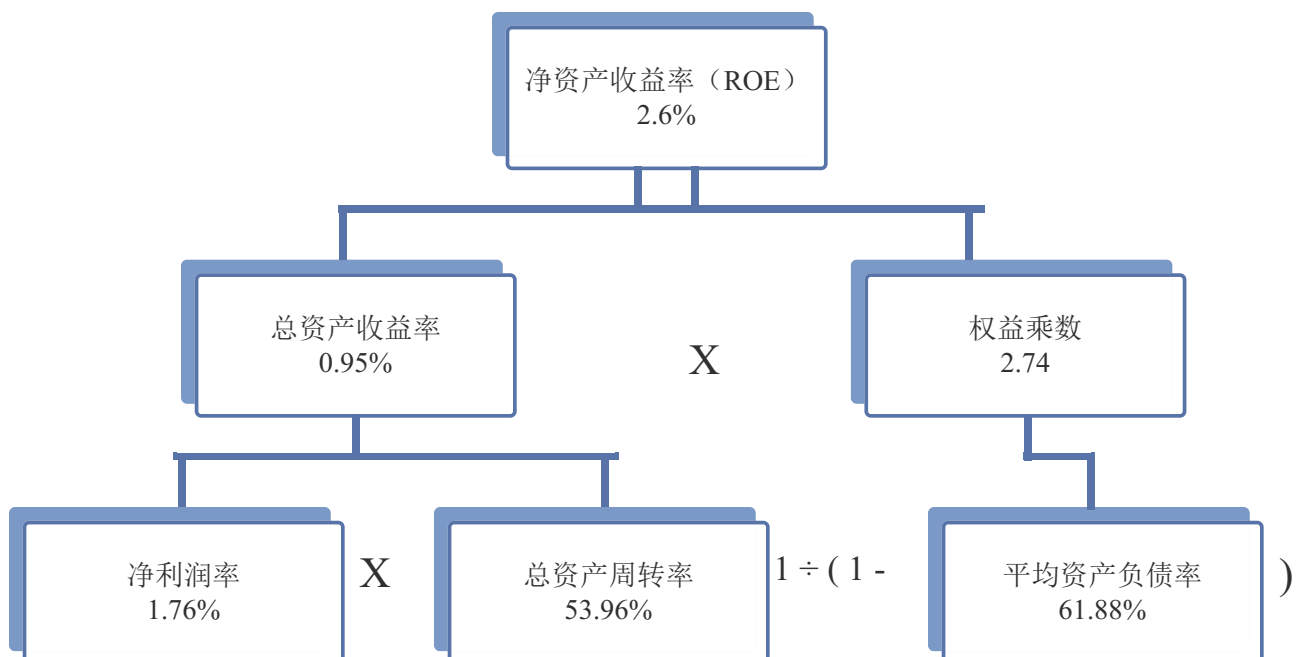 净资产收益率（ROE）
2.6%
总资产收益率
0.95%
X
权益乘数
2.74
净利润率
1.76%
X
总资产周转率
53.96%
1 ÷ ( 1 -
平均资产负债率
61.88%
)